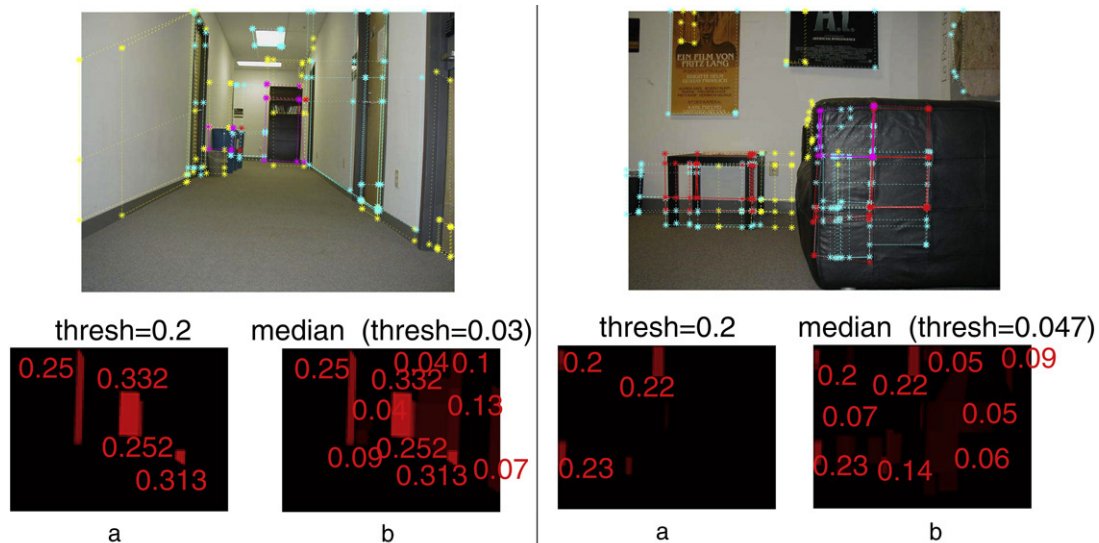 EIN FILM VON
FRITZ LANG
A.I.
thresh=0.2
median (thresh=0.03)
0.25
0.332
0.252
0.313
0.25
0.04
0.1
0.332
0.04
0.13
0.09
0.252
0.313
0.07
a
b
thresh=0.2
median (thresh=0.047)
0.2
0.22
0.23
0.2
0.05
0.09
0.22
0.07
0.05
0.23
0.14
0.06
a
b